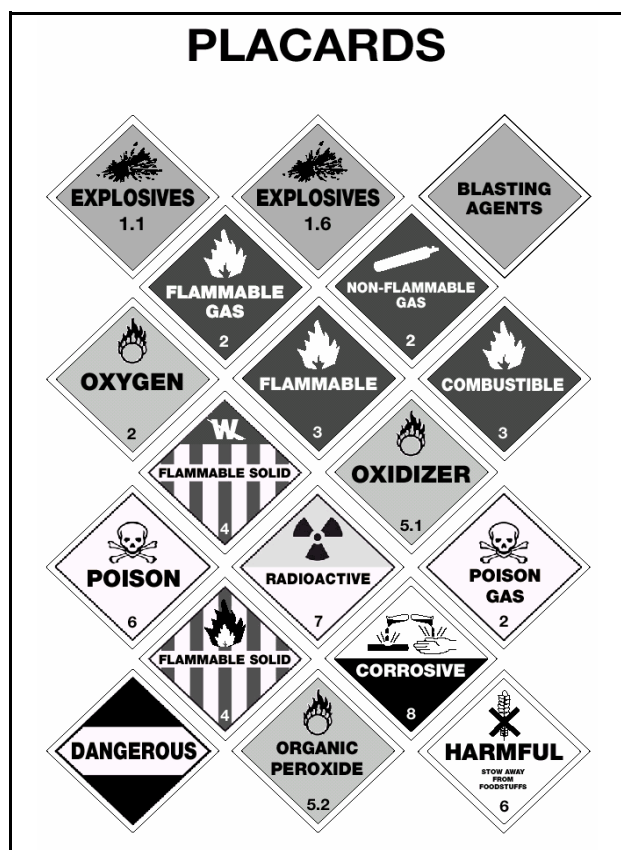 PLACARDS
EXPLOSIVES
1.1
EXPLOSIVES
1.6
BLASTING
AGENTS
FLAMMABLE
GAS
2
NON-FLAMMABLE
GAS
2
OXYGEN
2
FLAMMABLE
3
COMBUSTIBLE
3
W
FLAMMABLE SOLID
4
OXIDIZER
5.1
POISON
6
RADIOACTIVE
7
POISON
GAS
2
FLAMMABLE SOLID
4
CORROSIVE
8
DANGEROUS
ORGANIC
PEROXIDE
5.2
HARMFUL
STOW AWAY
FROM
FOODSTUFFS
6